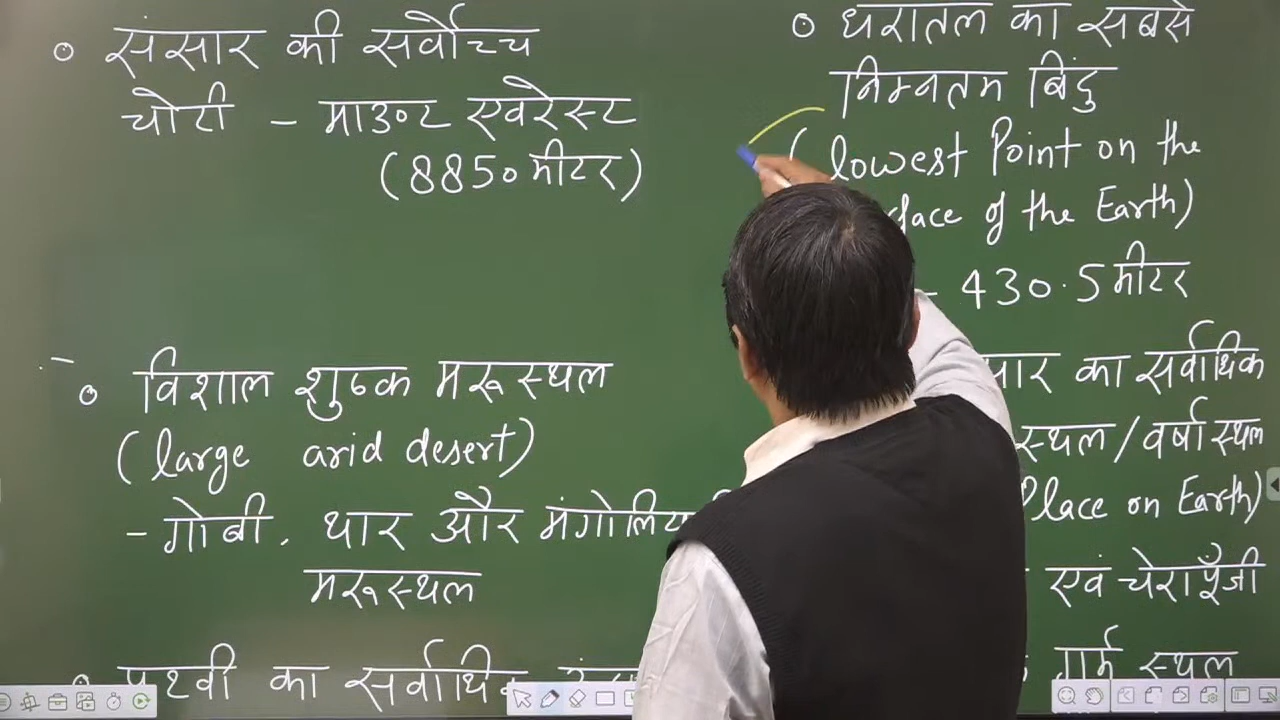 संसार की सर्वोच्च
चोटी - माउण्ट एवरेस्ट
(8850 मीटर)
विशाल शुष्क मरूस्थल
(large arid desert)
- गोबी, थार और
मरूस्थल
पृथ्वी का सर्वाधिक
धरातल का सबसे
निम्नतम बिंदु
(lowest Point on the
of the Earth)
- 430.5 मीटर
का सर्वाधिक
स्थल/वर्षा स्थल
Place on Earth)
एवं चेरापूँजी
गर्म स्थल